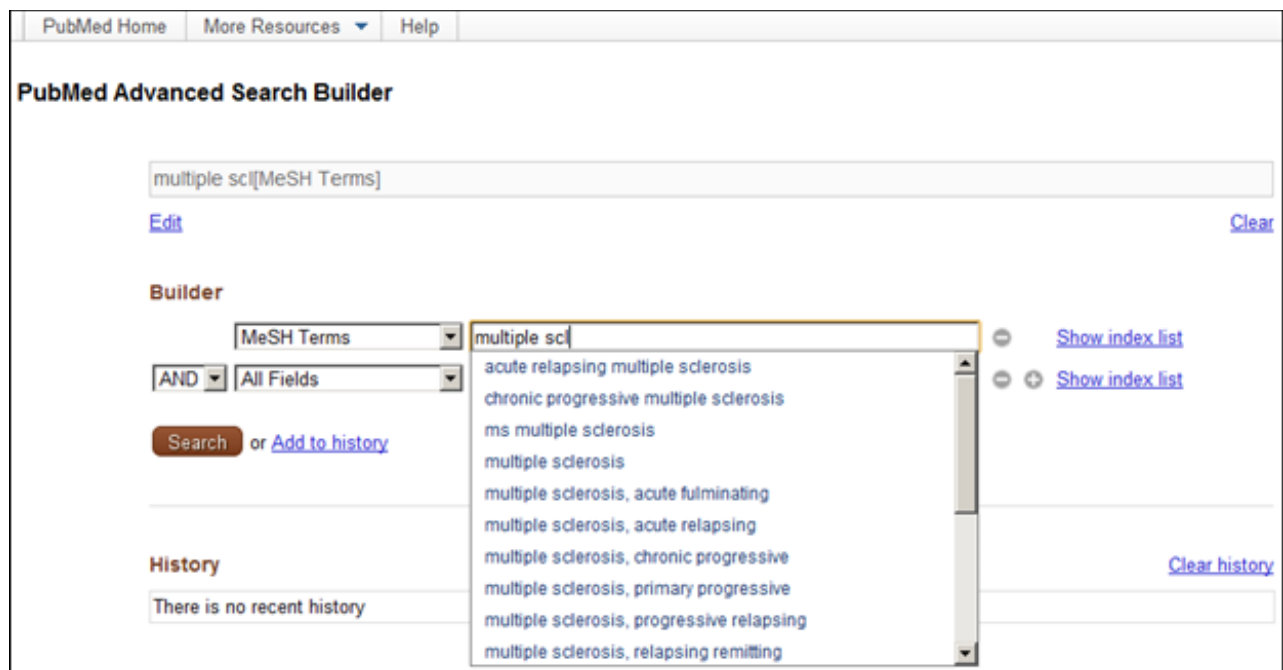 PubMed Home More Resources Help
PubMed Advanced Search Builder
multiple scl[MeSH Terms]
Edit Clear
Builder
MeSH Terms multiple scl Show index list
acute relapsing multiple sclerosis
AND All Fields Show index list
chronic progressive multiple sclerosis
ms multiple sclerosis
Search or Add to history
multiple sclerosis
multiple sclerosis, acute fulminating
multiple sclerosis, acute relapsing
multiple sclerosis, chronic progressive
History Clear history
multiple sclerosis, primary progressive
There is no recent history
multiple sclerosis, progressive relapsing
multiple sclerosis, relapsing remitting